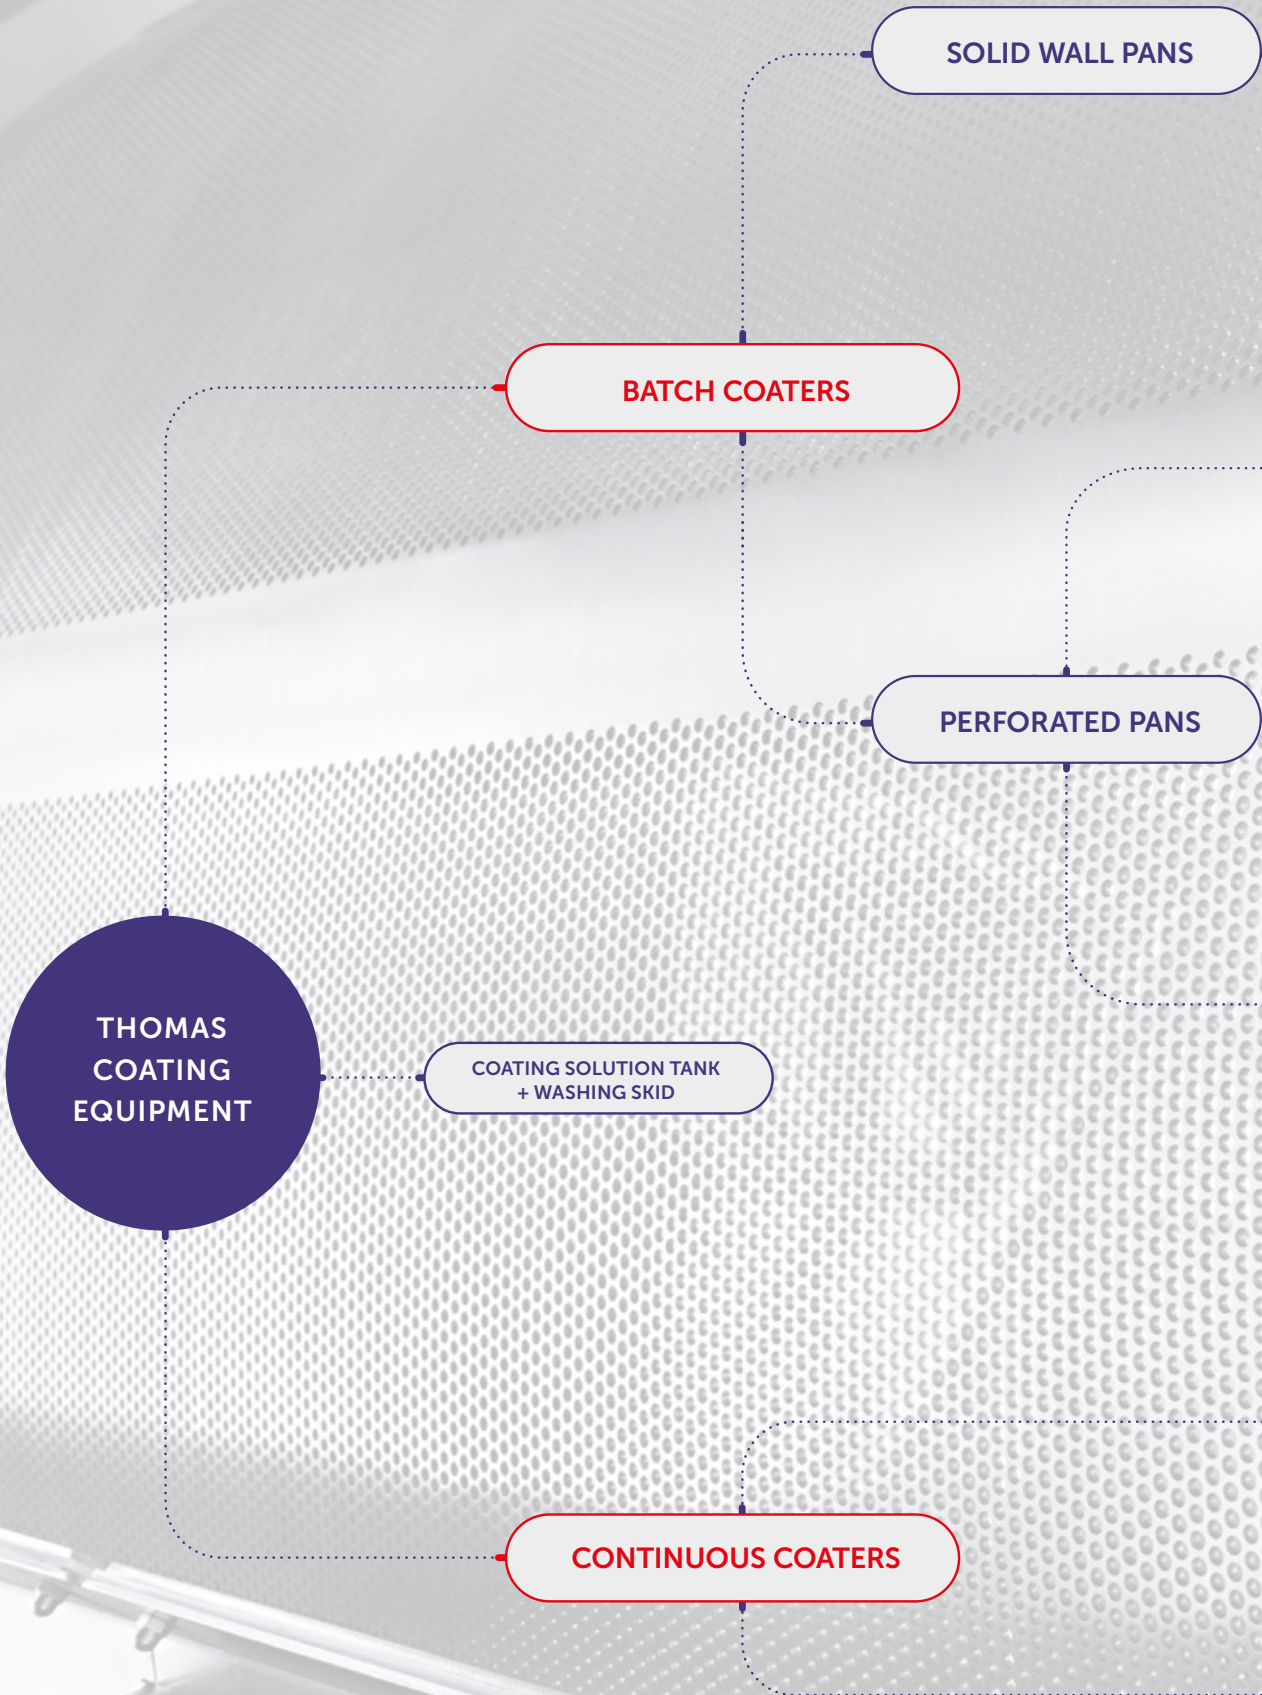 SOLID WALL PANS
BATCH COATERS
PERFORATED PANS
THOMAS
COATING
EQUIPMENT
COATING SOLUTION TANK
+ WASHING SKID
CONTINUOUS COATERS